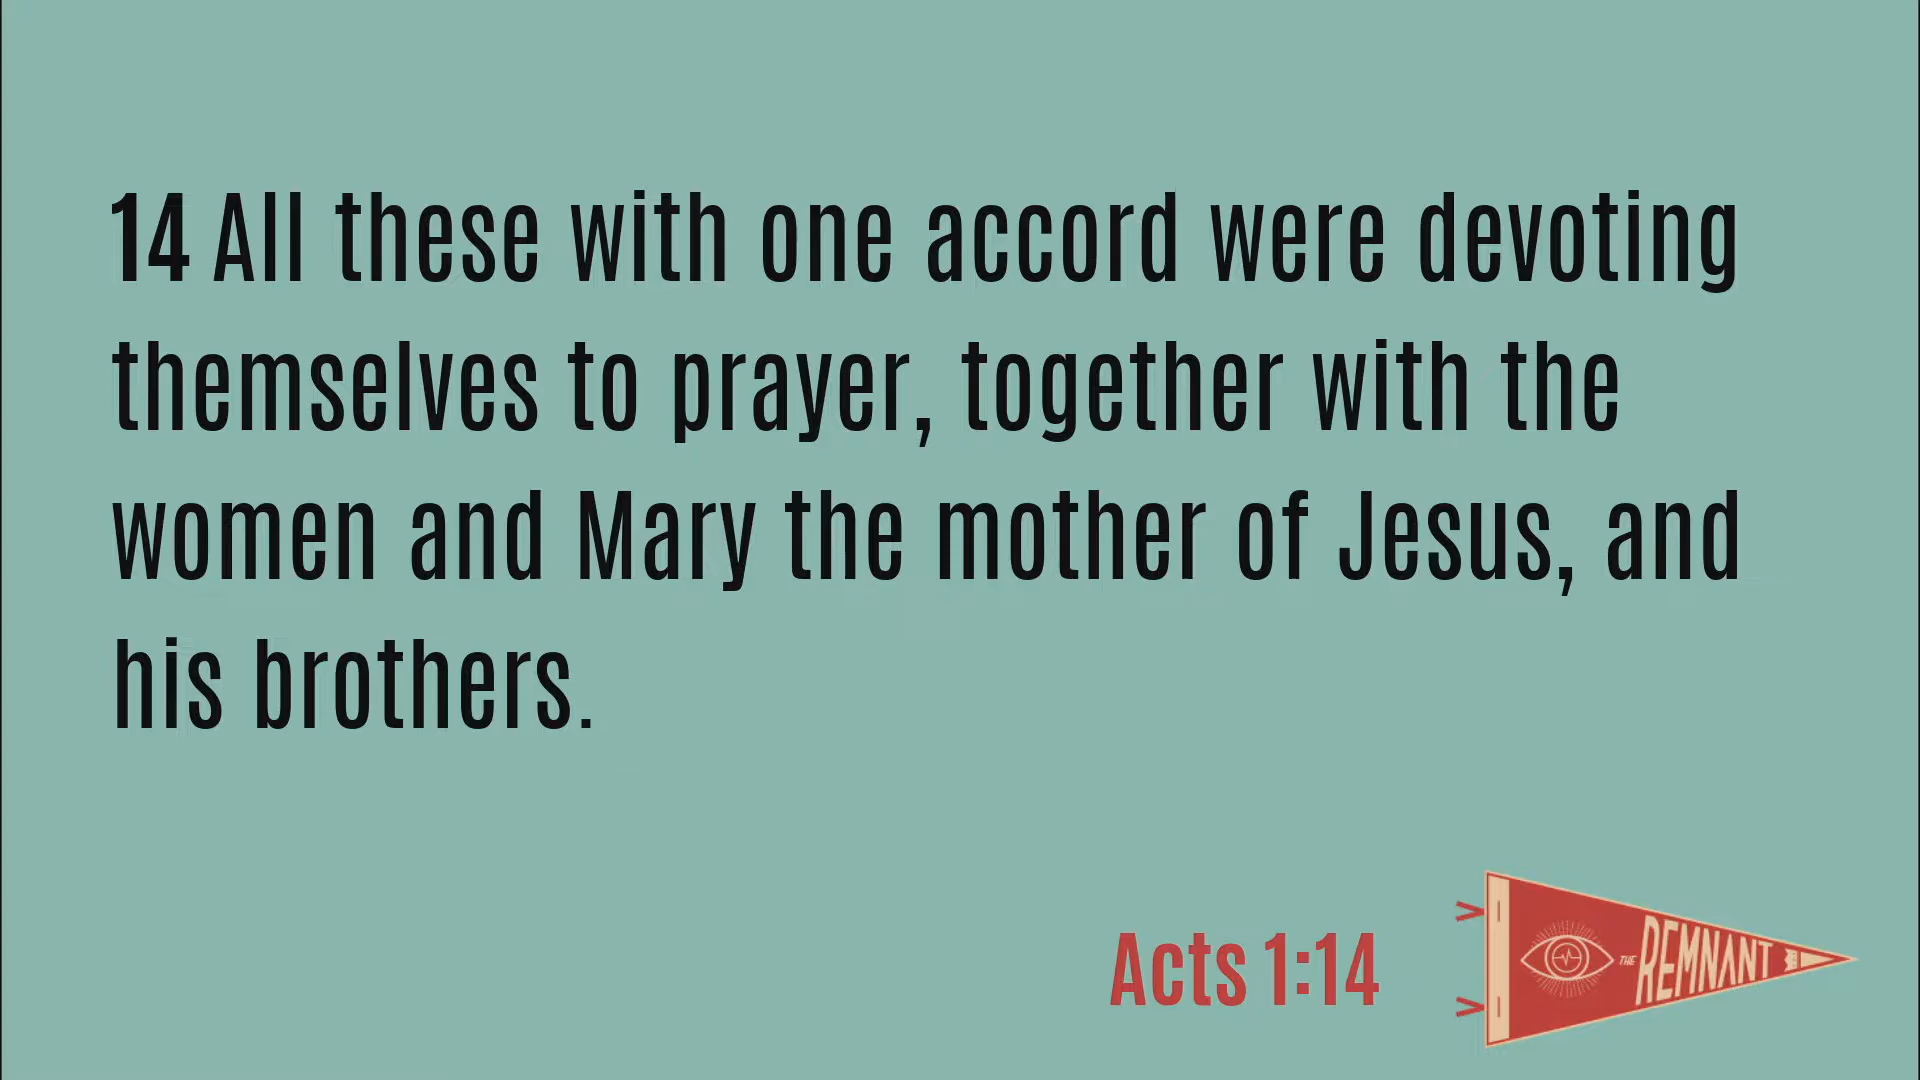 14 All these with one accord were devoting
themselves to prayer, together with the
women and Mary the mother of Jesus, and
his brothers.
Acts 1:14
THE REMNANT